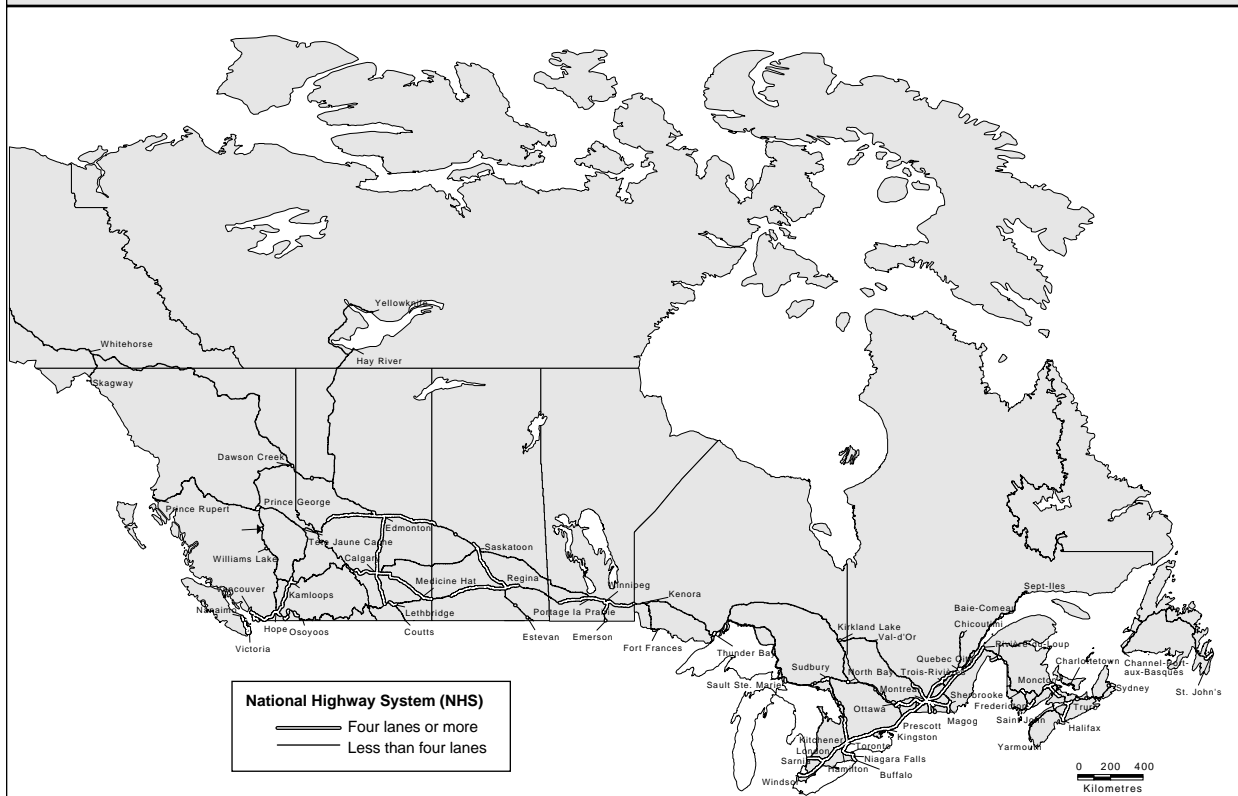 Yellowknife
Whitehorse
Hay River
Skagway
Dawson Creek
Prince George
Prince Rupert
Edmonton
Tête Jaune Cache
Saskatoon
Williams Lake
Calgary
Medicine Hat
Regina
Winnipeg
Vancouver
Kamloops
Kenora
Nanaimo
Lethbridge
Portage la Prairie
Hope
Osoyoos
Coutts
Estevan
Emerson
Fort Frances
Victoria
Thunder Bay
Sept-Iles
Baie-Comeau
Chicoutimi
Kirkland Lake
Val-d'Or
Rivière-du-Loup
Quebec City
Charlottetown
Channel-Port-
aux-Basques
Sudbury
North Bay
Trois-Rivières
Moncton
Sault Ste. Marie
Montreal
Sherbrooke
Sydney
St. John's
Ottawa
Fredericton
Truro
Magog
Saint John
Prescott
Halifax
Kingston
Kitchener
Toronto
Yarmouth
London
Sarnia
Niagara Falls
Hamilton
Buffalo
Windsor
National Highway System (NHS)
Four lanes or more
Less than four lanes
0 200 400
Kilometres